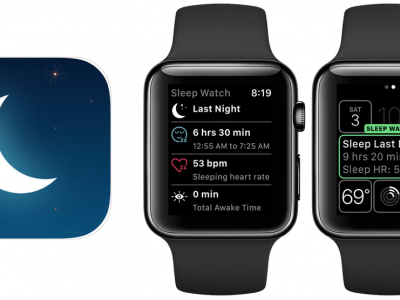 Sleep Watch 8:19
Last Night
6 hrs 30 min
12:55 AM to 7:25 AM
53 bpm
Sleeping heart rate
0 min
Total Awake Time
SAT
3
SLEEP WA
Sleep Last N
9 hrs 20 min
Sleep HR: 5
69°